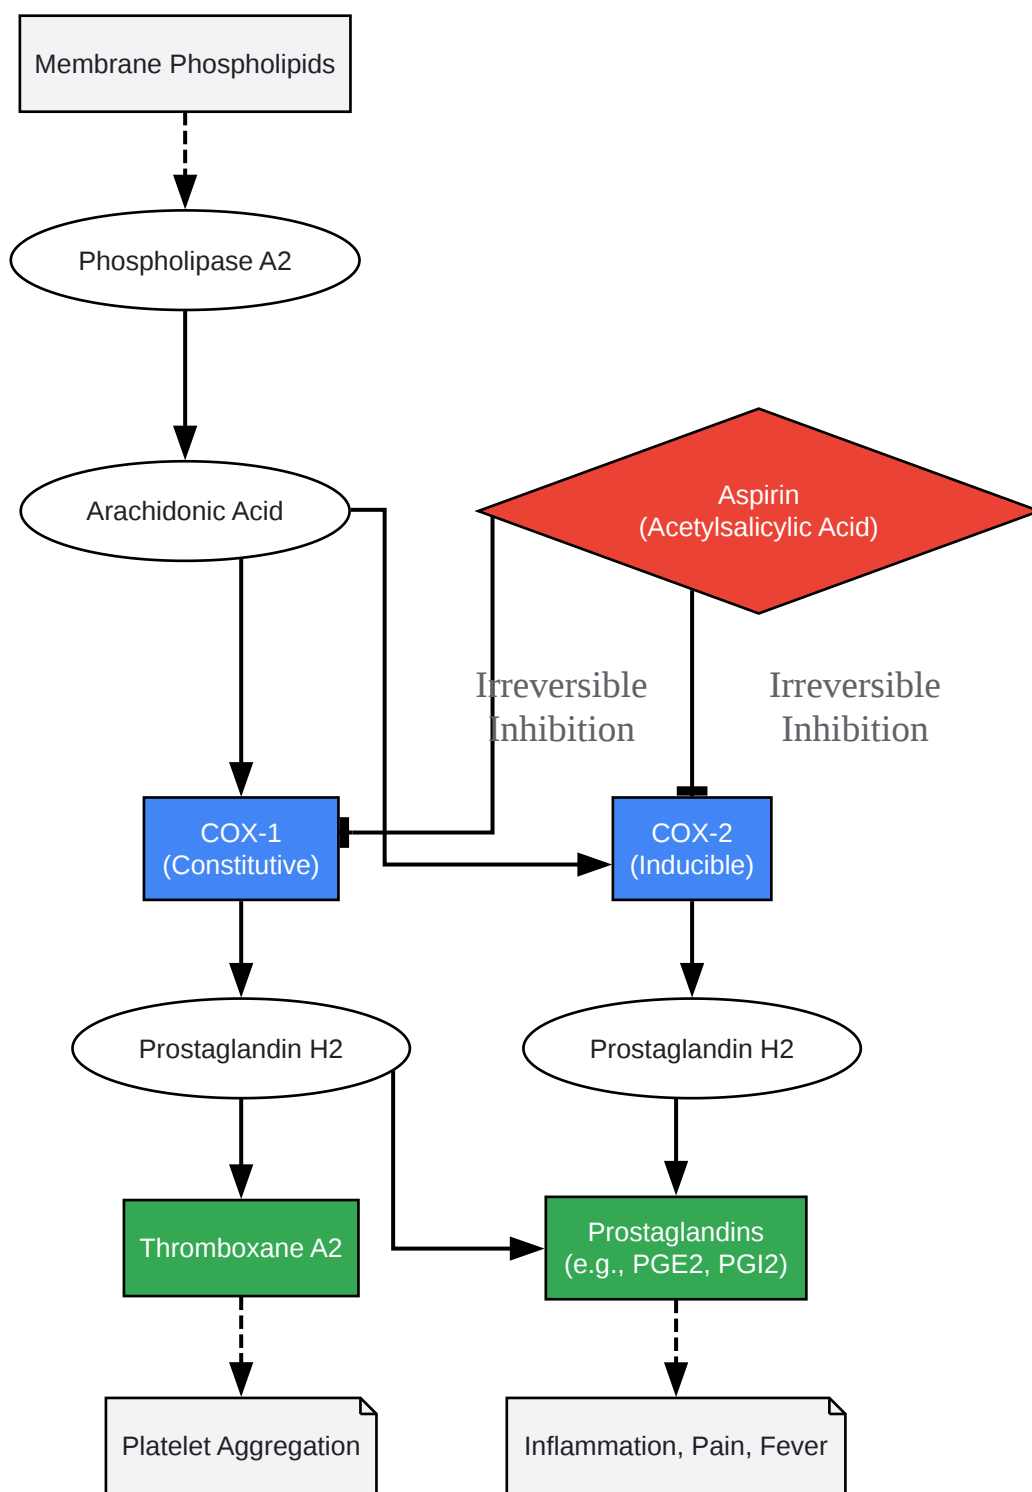 Membrane Phospholipids
Phospholipase A2
Arachidonic Acid
Aspirin
(Acetylsalicylic Acid)
Irreversible
Inhibition
Irreversible
Inhibition
COX-1
(Constitutive)
COX-2
(Inducible)
Prostaglandin H2
Prostaglandin H2
Thromboxane A2
Prostaglandins
(e.g., PGE2, PGI2)
Platelet Aggregation
Inflammation, Pain, Fever